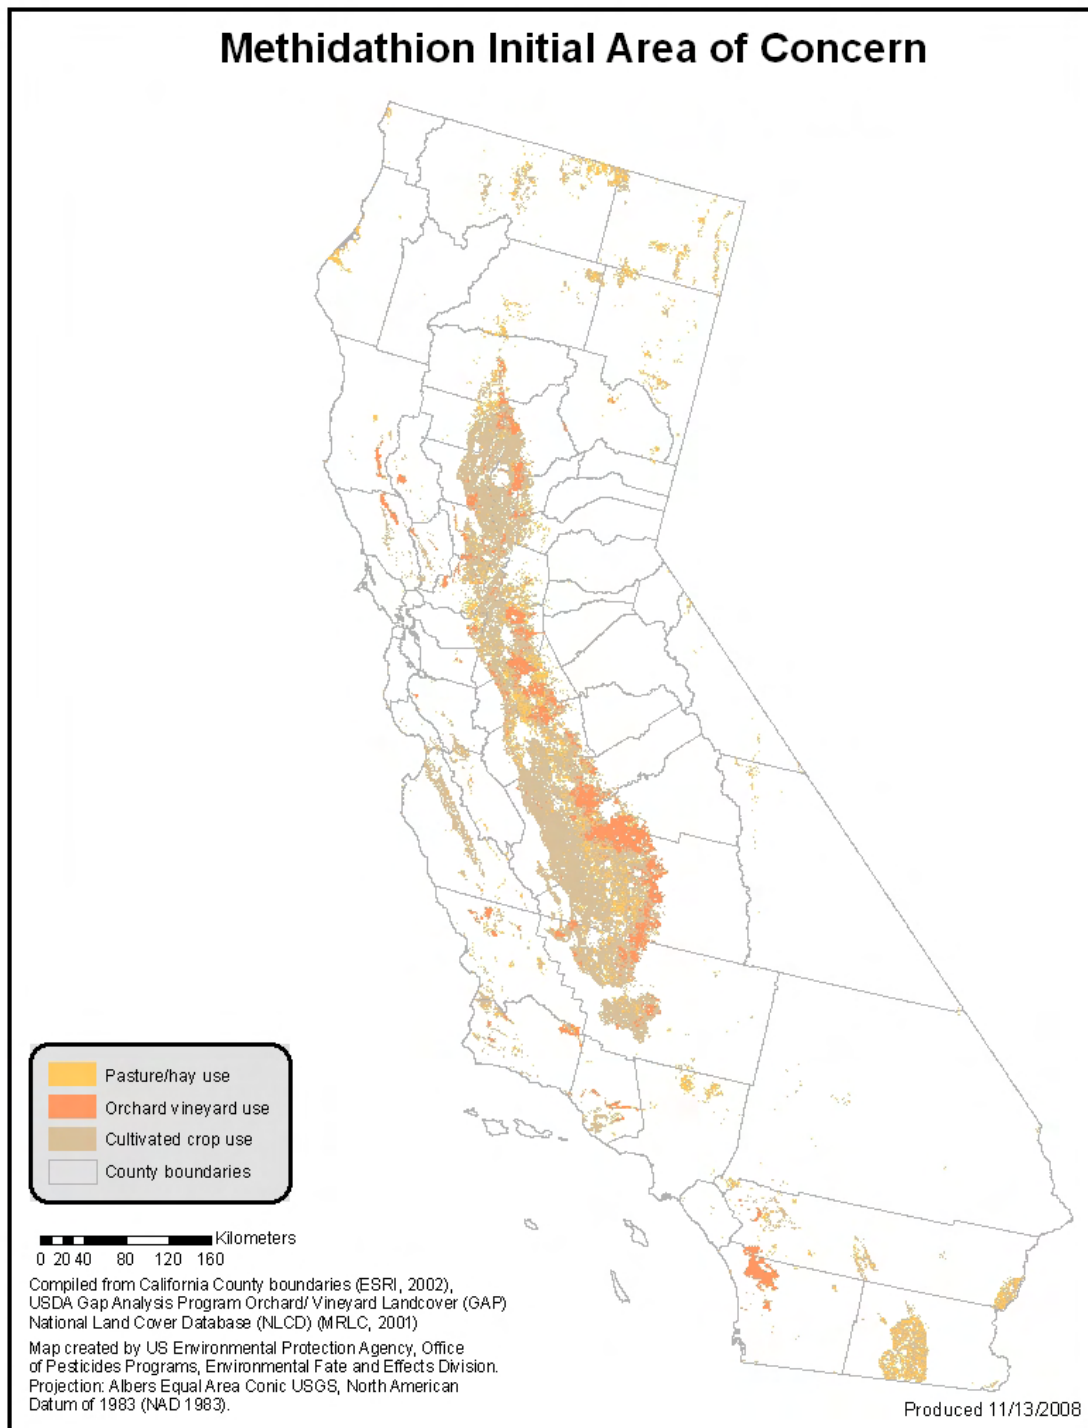 Methidathion Initial Area of Concern
Pasture/hay use
Orchard vineyard use
Cultivated crop use
County boundaries
Kilometers
0 20 40 80 120 160
Compiled from California County boundaries (ESRI, 2002),
USDA Gap Analysis Program Orchard/ Vineyard Landcover (GAP)
National Land Cover Database (NLCD) (MRLC, 2001)
Map created by US Environmental Protection Agency, Office
of Pesticides Programs, Environmental Fate and Effects Division.
Projection: Albers Equal Area Conic USGS, North American
Datum of 1983 (NAD 1983).
Produced 11/13/2008